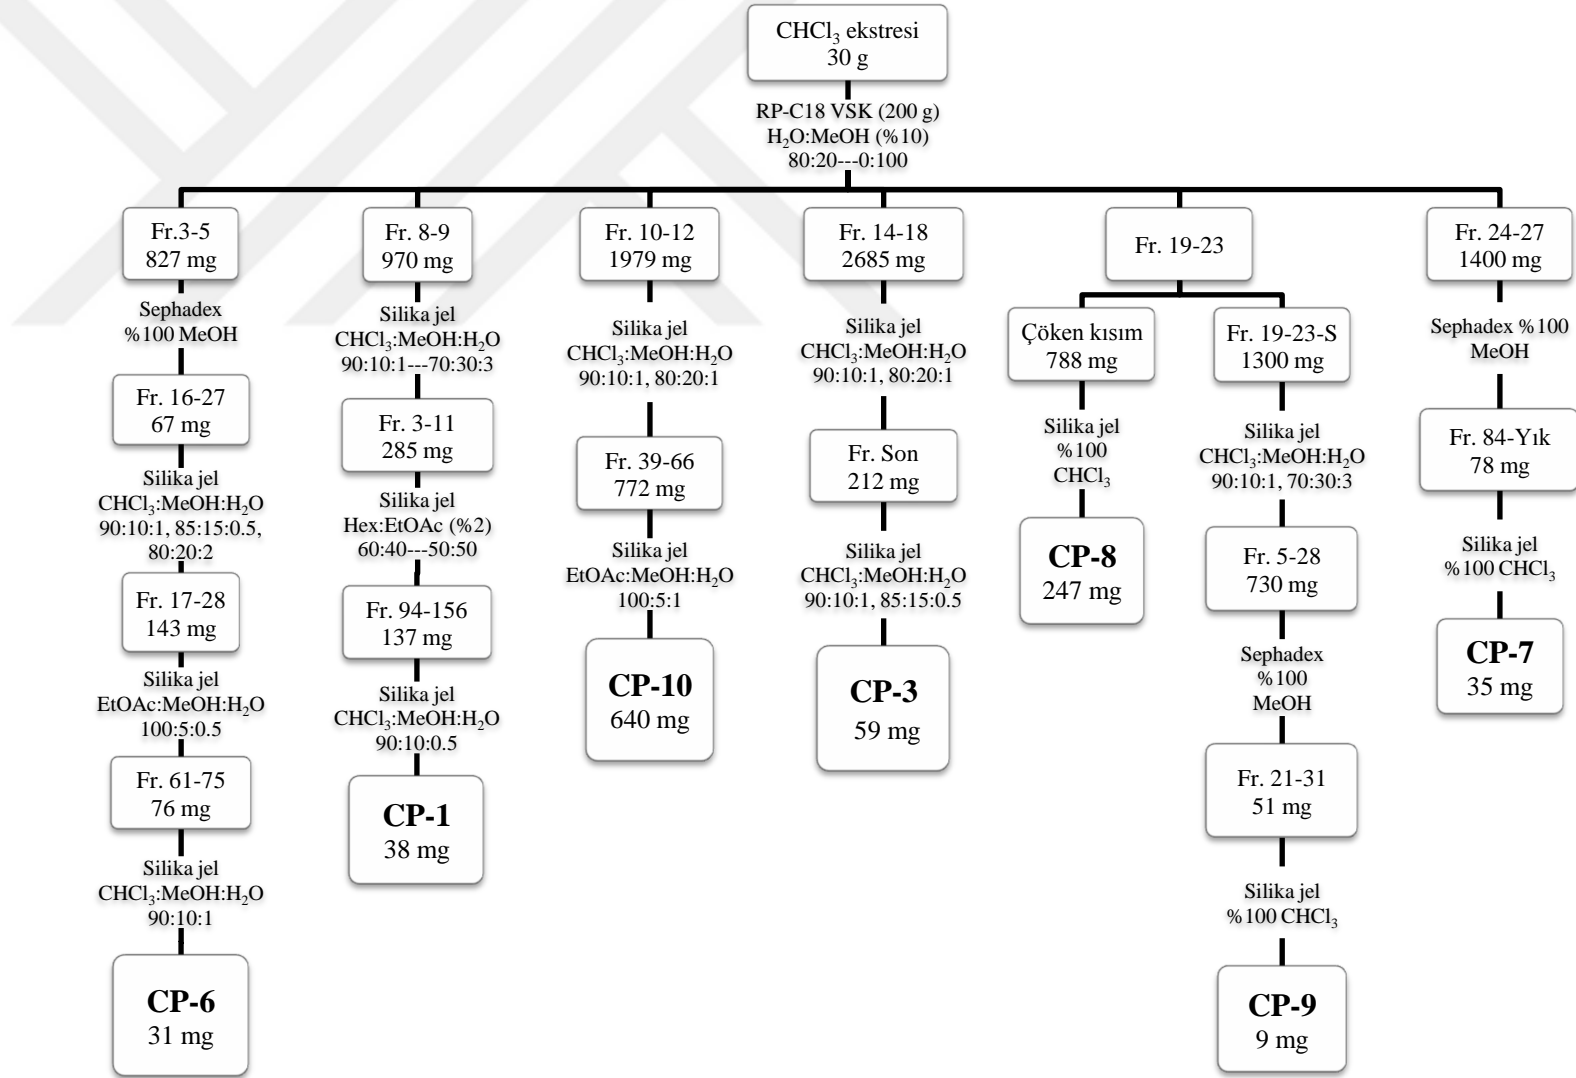 CHCl₃ ekstresi
30 g
RP-C18 VSK (200 g)
H₂O:MeOH (%10)
80:20---0:100
Fr.3-5
827 mg
Sephadex
%100 MeOH
Fr. 16-27
67 mg
Silika jel
CHCl₃:MeOH:H₂O
90:10:1, 85:15:0.5,
80:20:2
Fr. 17-28
143 mg
Silika jel
EtOAc:MeOH:H₂O
100:5:0.5
Fr. 61-75
76 mg
Silika jel
CHCl₃:MeOH:H₂O
90:10:1
CP-6
31 mg
Fr. 8-9
970 mg
Silika jel
CHCl₃:MeOH:H₂O
90:10:1---70:30:3
Fr. 3-11
285 mg
Silika jel
Hex:EtOAc (%2)
60:40---50:50
Fr. 94-156
137 mg
Silika jel
CHCl₃:MeOH:H₂O
90:10:0.5
CP-1
38 mg
Fr. 10-12
1979 mg
Silika jel
CHCl₃:MeOH:H₂O
90:10:1, 80:20:1
Fr. 39-66
772 mg
Silika jel
EtOAc:MeOH:H₂O
100:5:1
CP-10
640 mg
Fr. 14-18
2685 mg
Silika jel
CHCl₃:MeOH:H₂O
90:10:1, 80:20:1
Fr. Son
212 mg
Silika jel
CHCl₃:MeOH:H₂O
90:10:1, 85:15:0.5
CP-3
59 mg
Fr. 19-23
Çöken kısım
788 mg
Silika jel
%100
CHCl₃
CP-8
247 mg
Fr. 19-23-S
1300 mg
Silika jel
CHCl₃:MeOH:H₂O
90:10:1, 70:30:3
Fr. 5-28
730 mg
Sephadex
%100
MeOH
Fr. 21-31
51 mg
Silika jel
%100 CHCl₃
CP-9
9 mg
Fr. 24-27
1400 mg
Sephadex %100
MeOH
Fr. 84-Yık
78 mg
Silika jel
%100 CHCl₃
CP-7
35 mg